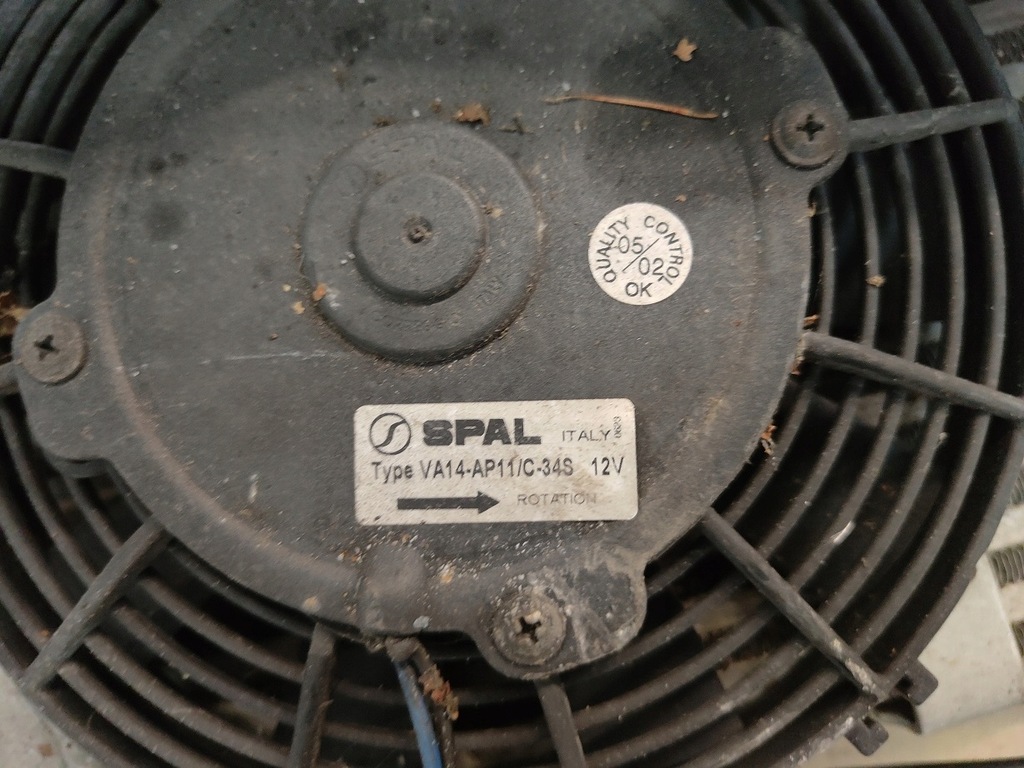 QUALITY CONTROL
05/02
OK
SPAL ITALY
Type VA14-AP11/C-34S 12V
ROTATION